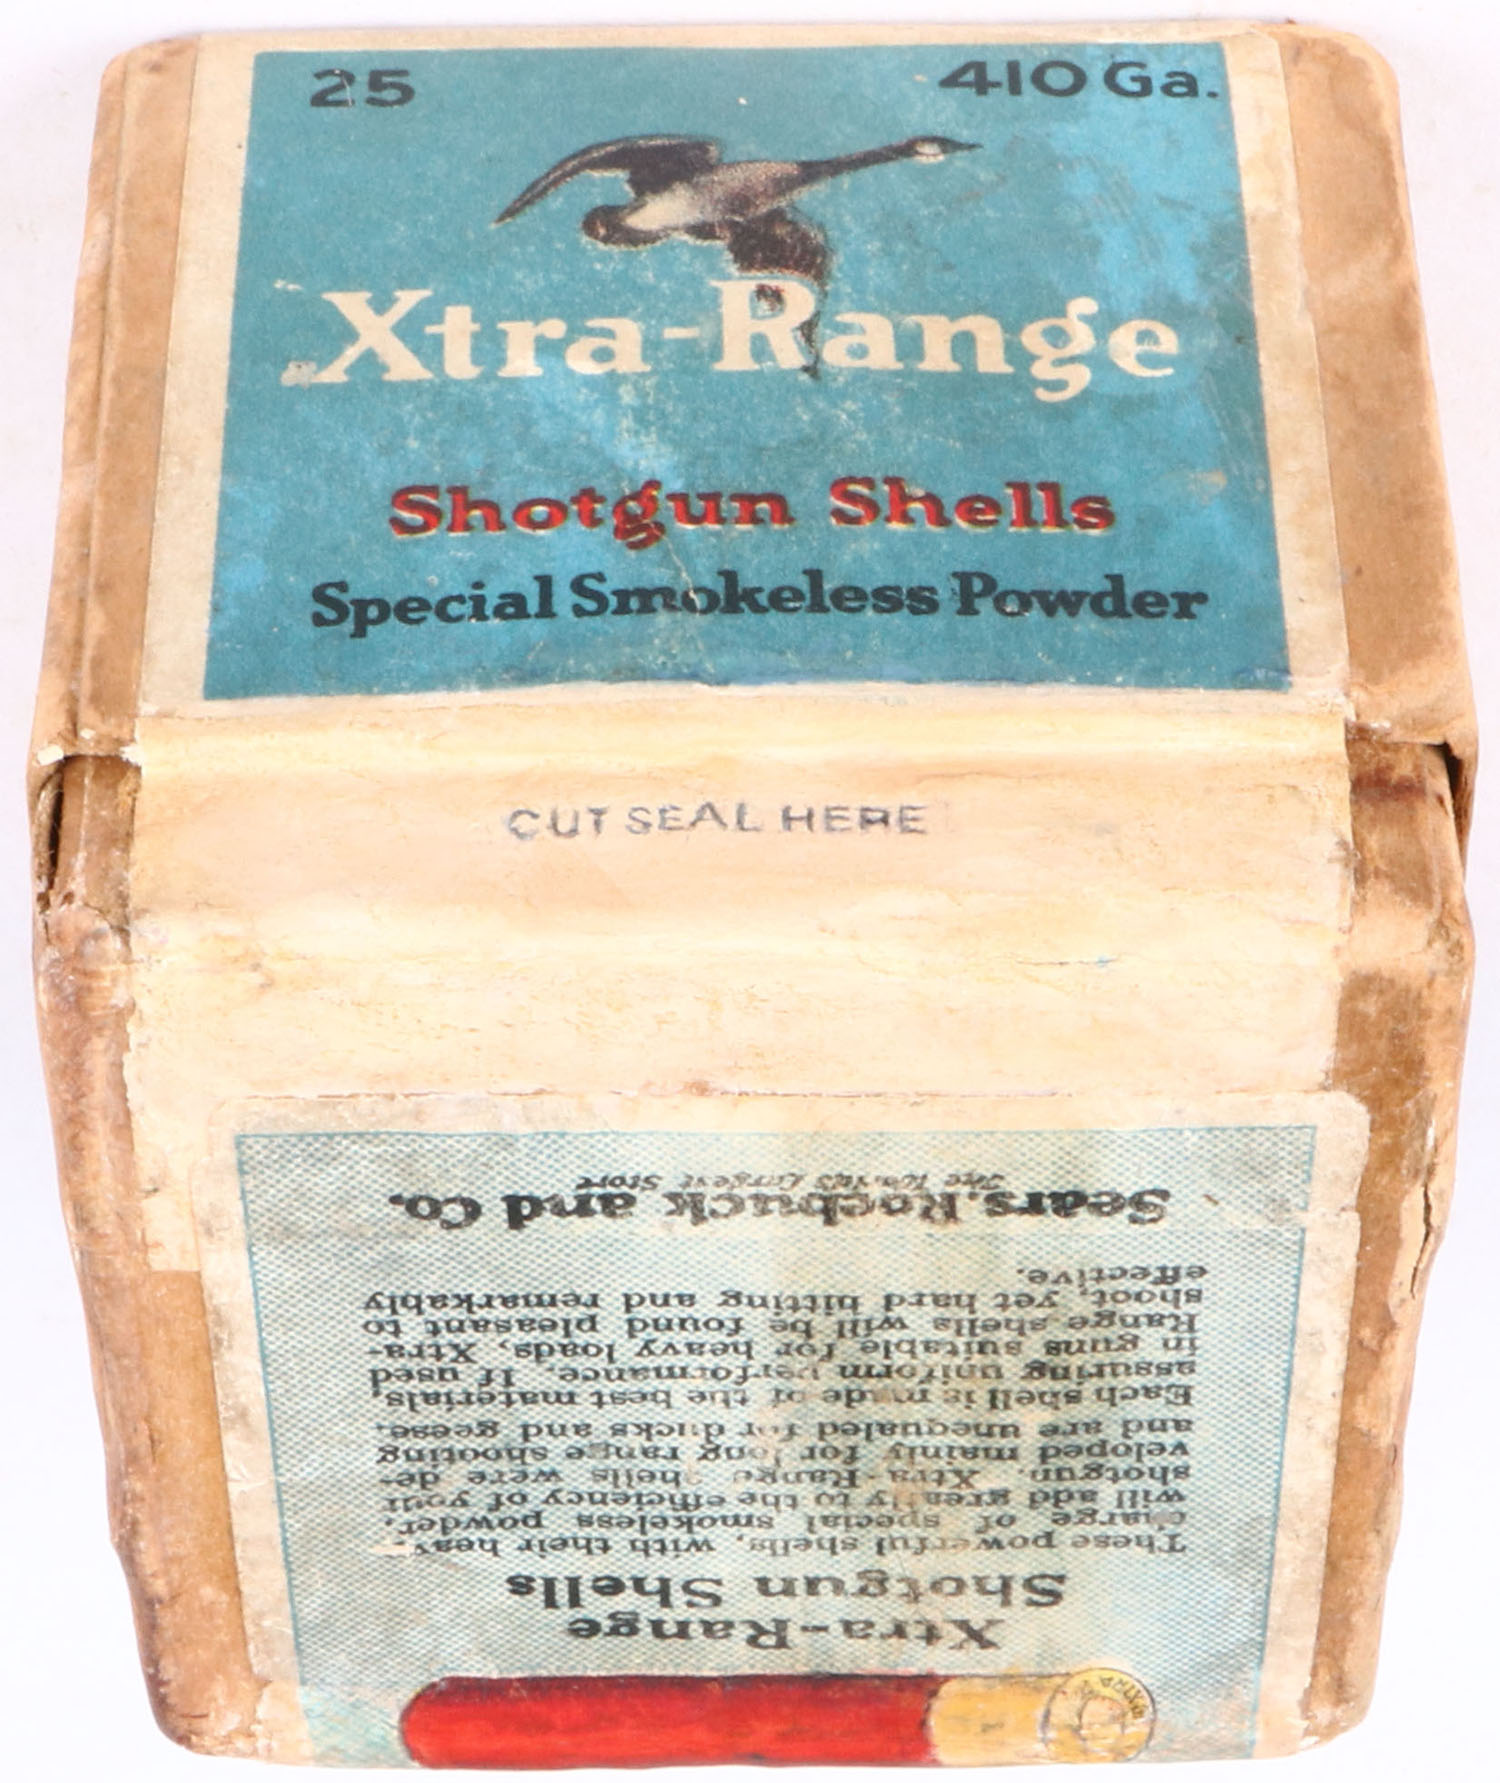 25
410 Ga.
Xtra-Range
Shotgun Shells
Special Smokeless Powder
CUT SEAL HERE
Xtra-Range
Shotgun Shells
These powerful shells, with their heavy
charge of special smokeless powder,
will add greatly to the efficiency of your
shotgun. Xtra-Range Shells were de-
veloped mainly for long range shooting
and are unequaled for ducks and geese.
Each shell is made of the best materials,
assuring uniform performance. If used
in guns suitable for heavy loads, Xtra-
Range shells will be found pleasant to
shoot, yet hard hitting and remarkably
effective.
Sears, Roebuck and Co.
The World's Largest Store